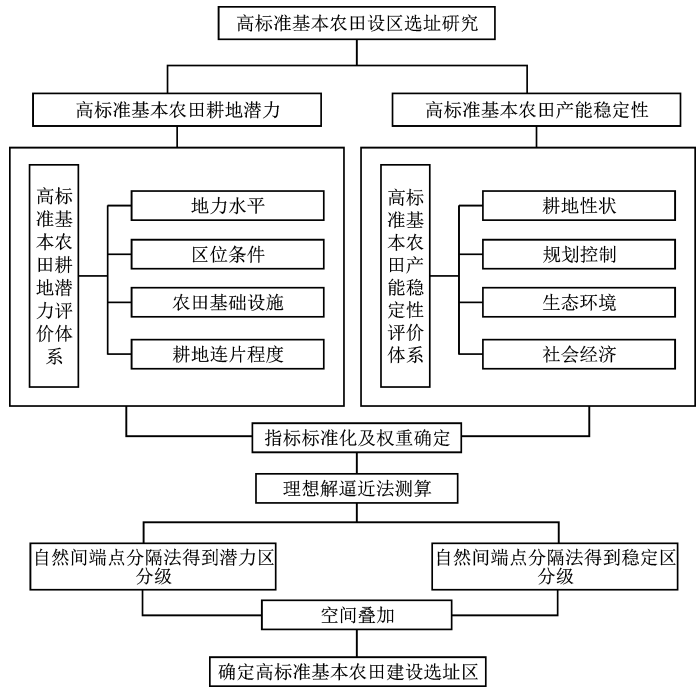 高标准基本农田设区选址研究
高标准基本农田耕地潜力
高标准基本农田产能稳定性
高标
准基
本农
田耕
地潜
力评
价体
系
地力水平
区位条件
农田基础设施
耕地连片程度
高标
准基
本农
田产
能稳
定性
评价
体系
耕地性状
规划控制
生态环境
社会经济
指标标准化及权重确定
理想解逼近法测算
自然间端点分隔法得到潜力区
分级
自然间端点分隔法得到稳定区
分级
空间叠加
确定高标准基本农田建设选址区